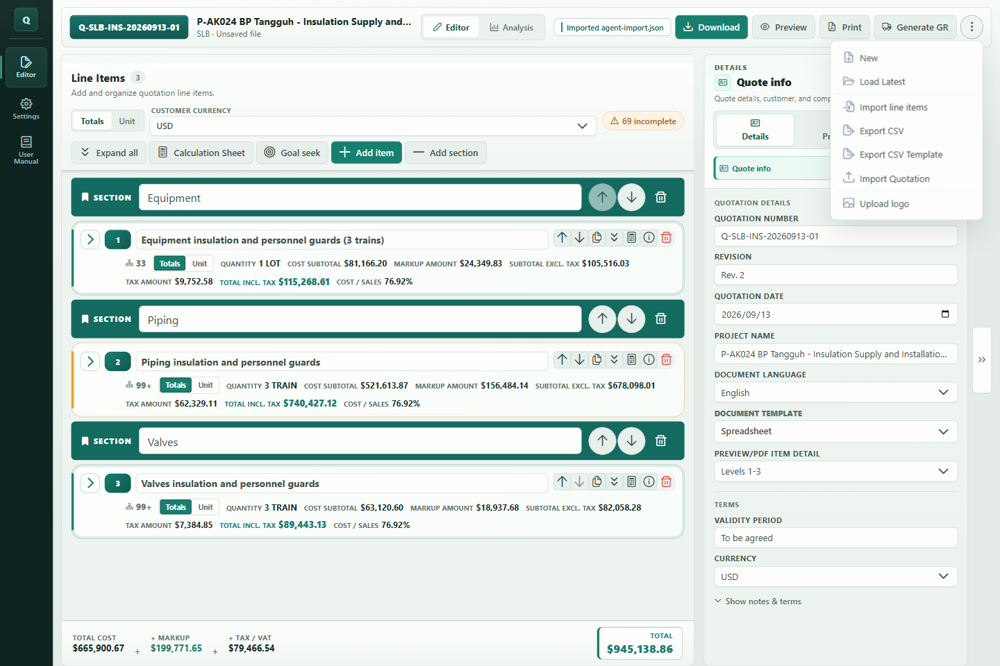 Q
Editor
Settings
User
Manual
Q-SLB-INS-20260913-01
P-AK024 BP Tangguh - Insulation Supply and...
SLB · Unsaved file
Editor
Analysis
Imported agent-import.json
Download
Preview
Print
Generate GR
New
Load Latest
Import line items
Export CSV
Export CSV Template
Import Quotation
Upload logo
Line Items 3
Add and organize quotation line items.
Totals
Unit
CUSTOMER CURRENCY
USD
69 incomplete
Expand all
Calculation Sheet
Goal seek
Add item
Add section
SECTION
Equipment
1
Equipment insulation and personnel guards (3 trains)
33 Totals Unit QUANTITY 1 LOT COST SUBTOTAL $81,166.20 MARKUP AMOUNT $24,349.83 SUBTOTAL EXCL. TAX $105,516.03
TAX AMOUNT $9,752.58 TOTAL INCL. TAX $115,268.61 COST / SALES 76.92%
SECTION
Piping
2
Piping insulation and personnel guards
99+ Totals Unit QUANTITY 3 TRAIN COST SUBTOTAL $521,613.87 MARKUP AMOUNT $156,484.14 SUBTOTAL EXCL. TAX $678,098.01
TAX AMOUNT $62,329.11 TOTAL INCL. TAX $740,427.12 COST / SALES 76.92%
SECTION
Valves
3
Valves insulation and personnel guards
99+ Totals Unit QUANTITY 3 TRAIN COST SUBTOTAL $63,120.60 MARKUP AMOUNT $18,937.68 SUBTOTAL EXCL. TAX $82,058.28
TAX AMOUNT $7,384.85 TOTAL INCL. TAX $89,443.13 COST / SALES 76.92%
TOTAL COST
$665,900.67
+
+ MARKUP
$199,771.65
+
+ TAX / VAT
$79,466.54
TOTAL
$945,138.86
DETAILS
Quote info
Quote details, customer, and comp
Details
Pr
Quote info
QUOTATION DETAILS
QUOTATION NUMBER
Q-SLB-INS-20260913-01
REVISION
Rev. 2
QUOTATION DATE
2026/09/13
PROJECT NAME
P-AK024 BP Tangguh - Insulation Supply and Installatio...
DOCUMENT LANGUAGE
English
DOCUMENT TEMPLATE
Spreadsheet
PREVIEW/PDF ITEM DETAIL
Levels 1-3
TERMS
VALIDITY PERIOD
To be agreed
CURRENCY
USD
Show notes & terms